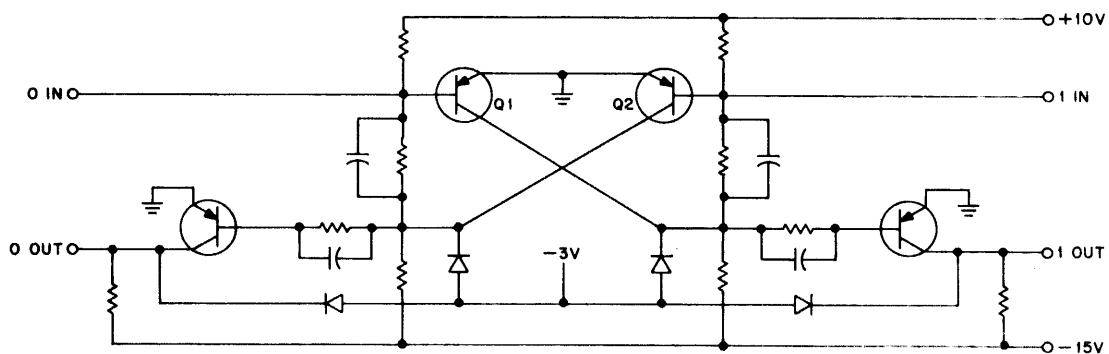 +10V
0 IN
Q1
Q2
1 IN
0 OUT
-3V
1 OUT
-15V